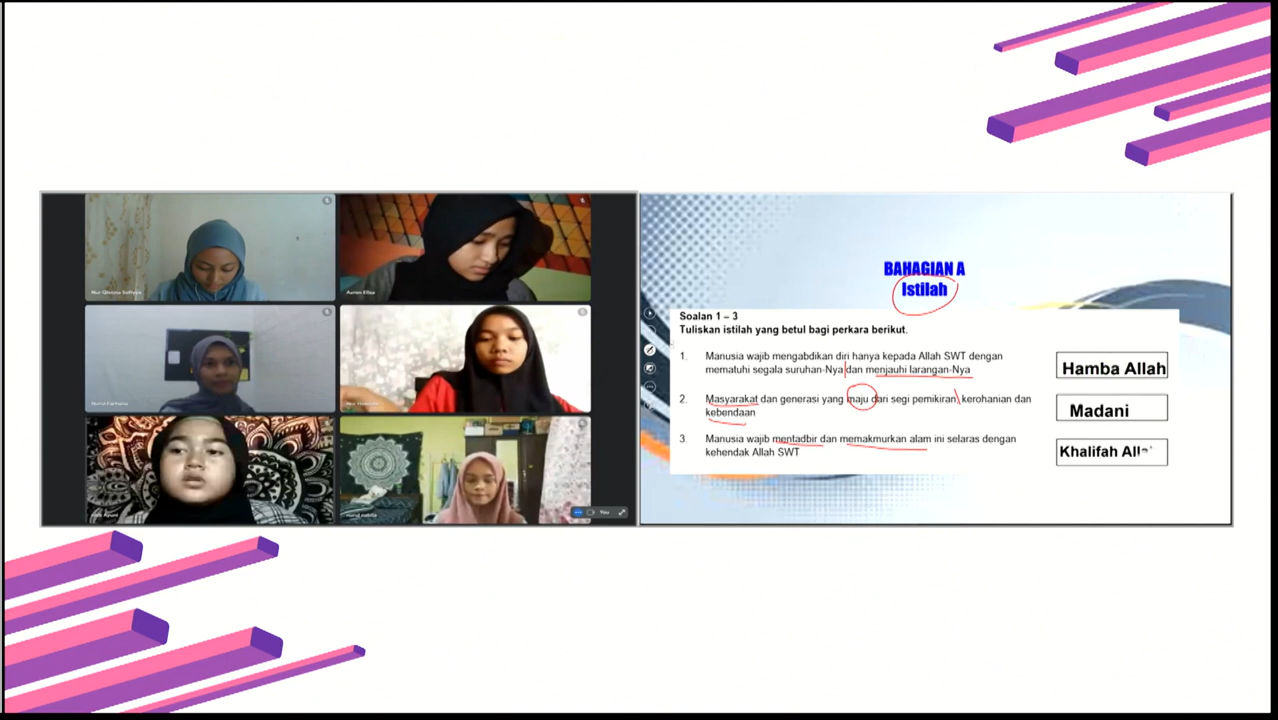 BAHAGIAN A
Istilah
Soalan 1 – 3
Tuliskan istilah yang betul bagi perkara berikut.
1. Manusia wajib mengabdikan diri hanya kepada Allah SWT dengan
mematuhi segala suruhan-Nya dan menjauhi larangan-Nya
Hamba Allah
2. Masyarakat dan generasi yang maju dari segi pemikiran, kerohanian dan
kebendaan
Madani
3. Manusia wajib mentadbir dan memakmurkan alam ini selaras dengan
kehendak Allah SWT
Khalifah
You